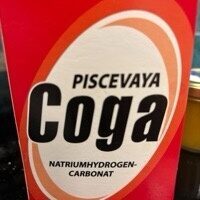 PISCEVAYA
Coga
NATRIUMHYDROGEN-
CARBONAT